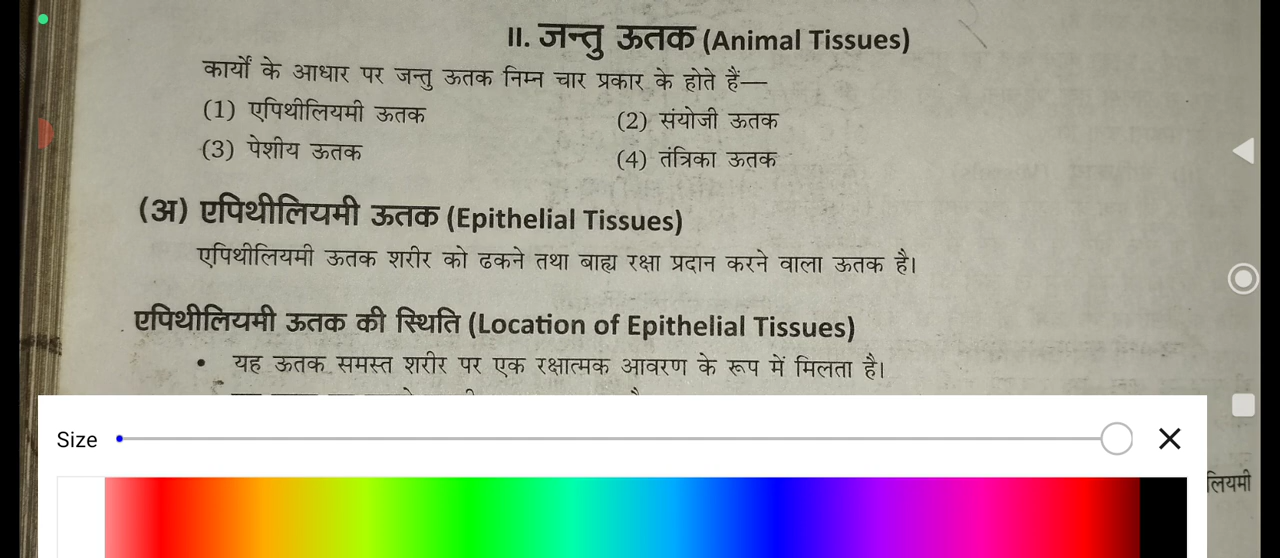 II. जन्तु ऊतक (Animal Tissues)
कार्यों के आधार पर जन्तु ऊतक निम्न चार प्रकार के होते हैं—
(1) एपिथीलियमी ऊतक (2) संयोजी ऊतक
(3) पेशीय ऊतक (4) तंत्रिका ऊतक
(अ) एपिथीलियमी ऊतक (Epithelial Tissues)
एपिथीलियमी ऊतक शरीर को ढकने तथा बाह्य रक्षा प्रदान करने वाला ऊतक है।
एपिथीलियमी ऊतक की स्थिति (Location of Epithelial Tissues)
• यह ऊतक समस्त शरीर पर एक रक्षात्मक आवरण के रूप में मिलता है।
Size
लियमी